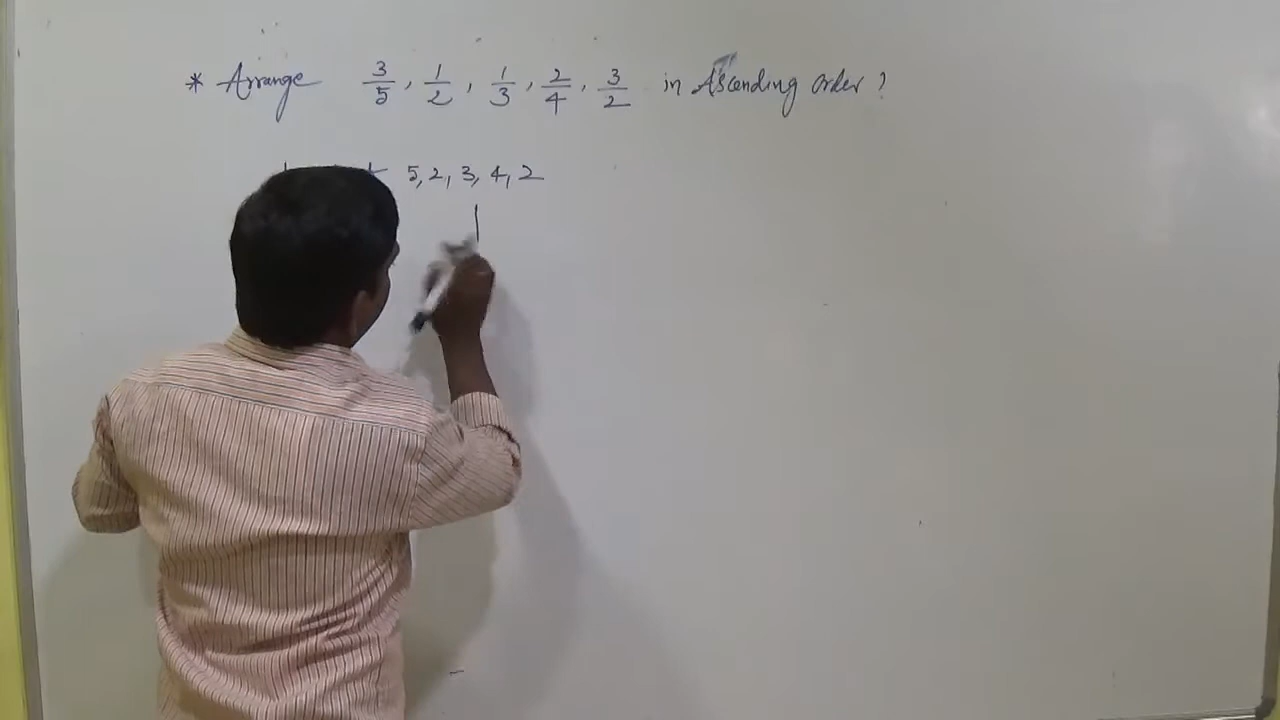 * Arrange 3/5, 1/2, 1/3, 2/4, 3/2 in Ascending order?
5, 2, 3, 4, 2